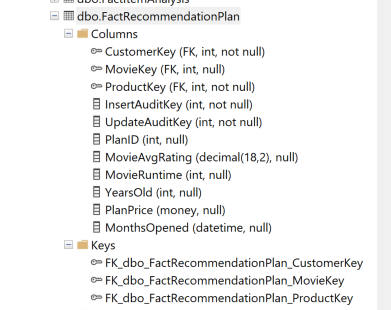 dbo.FactItemAnalysis
dbo.FactRecommendationPlan
Columns
CustomerKey (FK, int, not null)
MovieKey (FK, int, null)
ProductKey (FK, int, not null)
InsertAuditKey (int, not null)
UpdateAuditKey (int, not null)
PlanID (int, null)
MovieAvgRating (decimal(18,2), null)
MovieRuntime (int, null)
YearsOld (int, null)
PlanPrice (money, null)
MonthsOpened (datetime, null)
Keys
FK_dbo_FactRecommendationPlan_CustomerKey
FK_dbo_FactRecommendationPlan_MovieKey
FK_dbo_FactRecommendationPlan_ProductKey